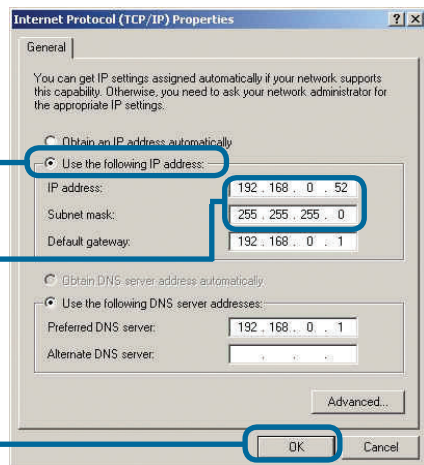 Internet Protocol (TCP/IP) Properties
General
You can get IP settings assigned automatically if your network supports
this capability. Otherwise, you need to ask your network administrator for
the appropriate IP settings.
Obtain an IP address automatically
Use the following IP address:
IP address: 192 . 168 . 0 . 52
Subnet mask: 255 . 255 . 255 . 0
Default gateway: 192 . 168 . 0 . 1
Obtain DNS server address automatically
Use the following DNS server addresses:
Preferred DNS server: 192 . 168 . 0 . 1
Alternate DNS server: . . .
Advanced...
OK Cancel